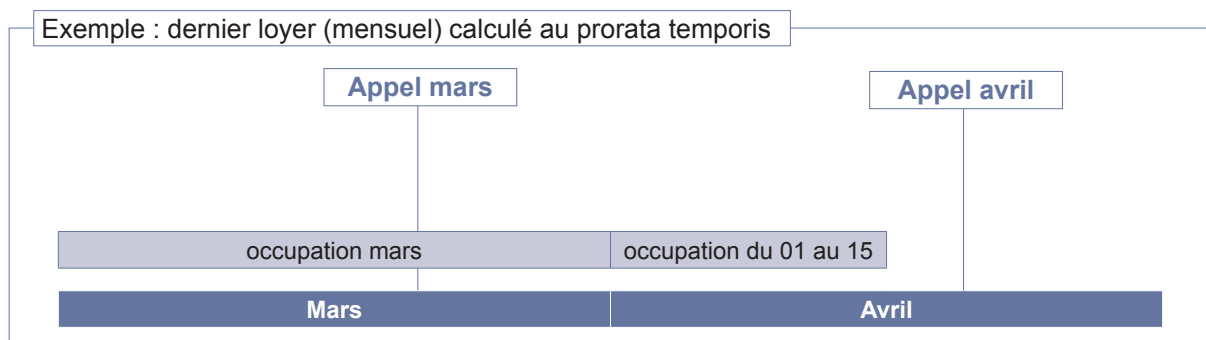 Exemple : dernier loyer (mensuel) calculé au prorata temporis
Appel mars
Appel avril
occupation mars
occupation du 01 au 15
Mars
Avril